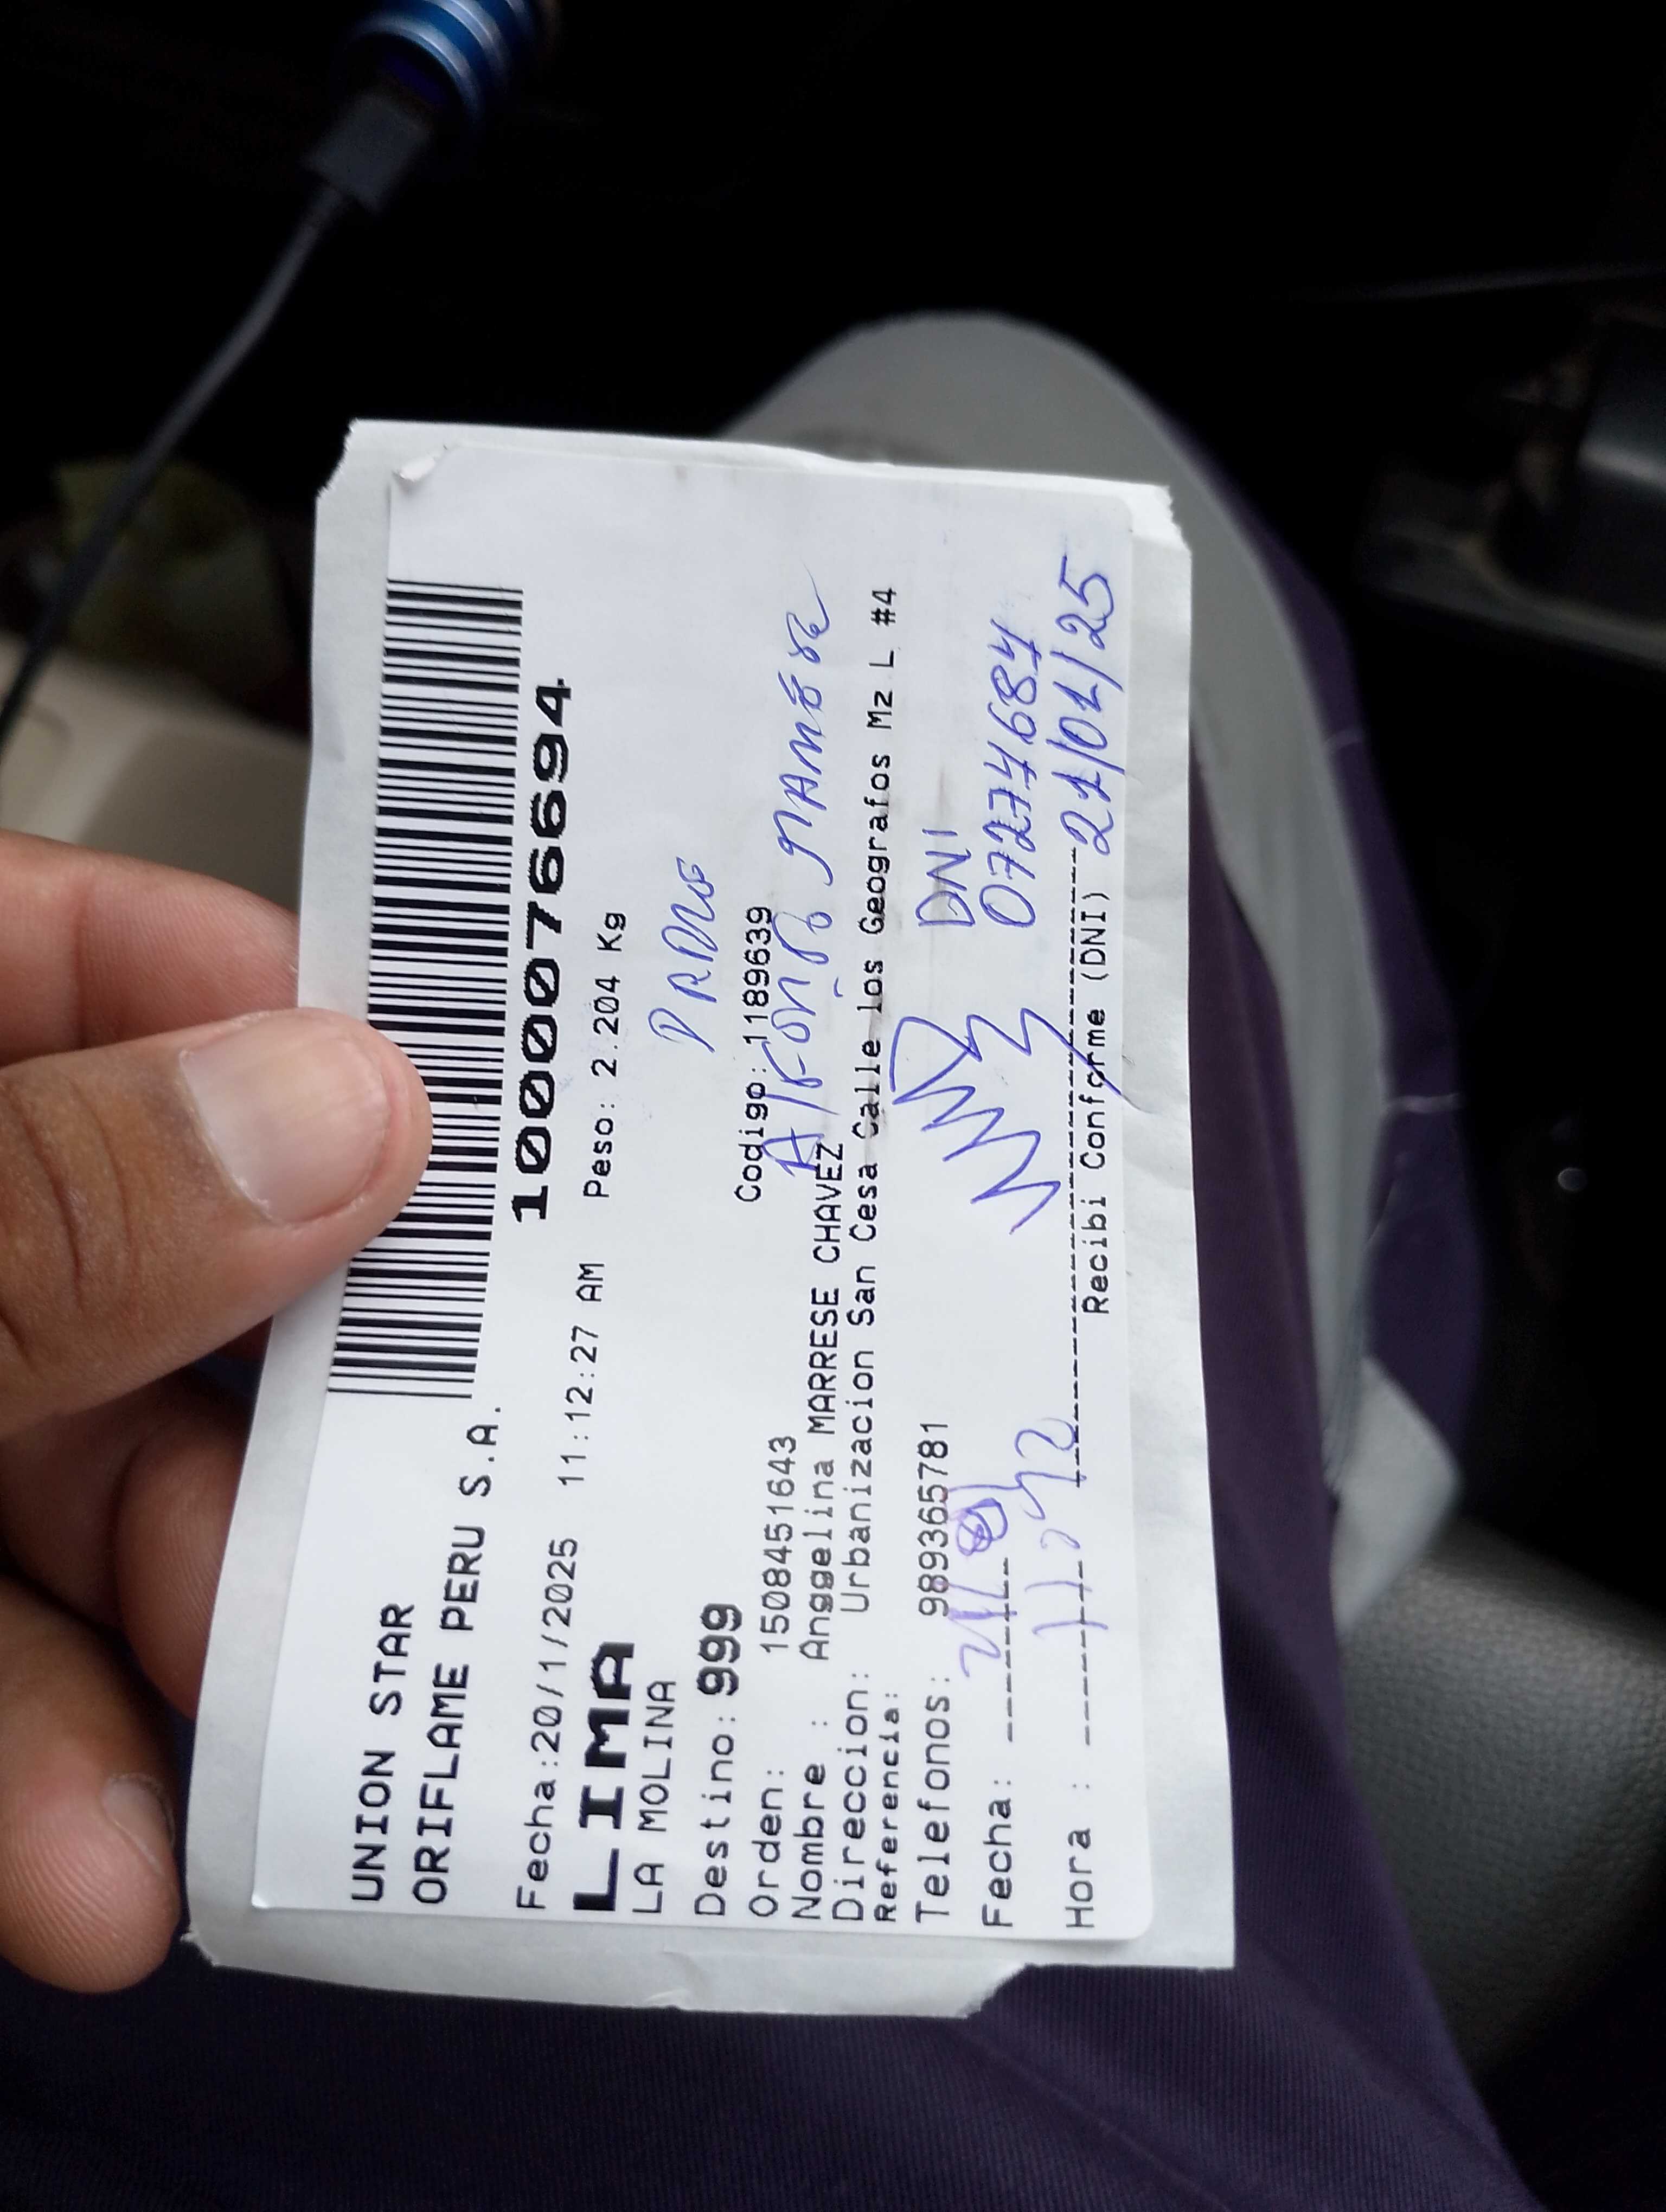 UNION STAR
ORIFLAME PERU S.A.
1000076694
Fecha:20/1/2025 11:12:27 AM Peso: 2.204 Kg
LIMA
LA MOLINA
Destino: 999
Orden: 1508451643 Codigo: 1189639
Nombre : Anggelina MARRESE CHAVEZ
Direccion: Urbanizacion San Cesa Calle los Geografos Mz L #4
Referencia:
Telefonos: 989365781
DNI
07274684
Fecha:
21/01/25
Hora :
Recibi Conforme (DNI)